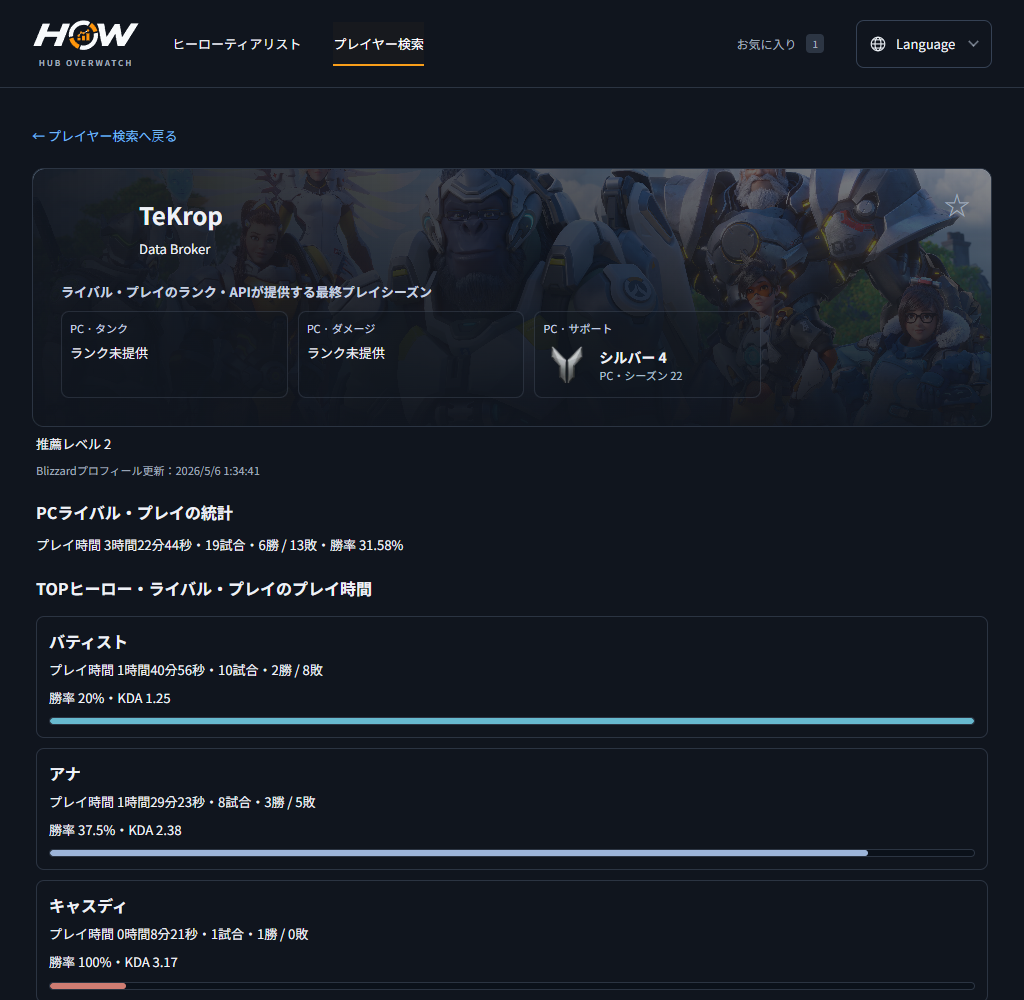 HOW
HUB OVERWATCH
ヒーローティアリスト
プレイヤー検索
お気に入り 1
Language
← プレイヤー検索へ戻る
TeKrop
Data Broker
ライバル・プレイのランク・APIが提供する最終プレイシーズン
PC · タンク
ランク未提供
PC · ダメージ
ランク未提供
PC · サポート
シルバー 4
PC・シーズン 22
推薦レベル 2
Blizzardプロフィール更新：2026/5/6 1:34:41
PCライバル・プレイの統計
プレイ時間 3時間22分44秒・19試合・6勝 / 13敗・勝率 31.58%
TOPヒーロー・ライバル・プレイのプレイ時間
バティスト
プレイ時間 1時間40分56秒・10試合・2勝 / 8敗
勝率 20%・KDA 1.25
アナ
プレイ時間 1時間29分23秒・8試合・3勝 / 5敗
勝率 37.5%・KDA 2.38
キャスディ
プレイ時間 0時間8分21秒・1試合・1勝 / 0敗
勝率 100%・KDA 3.17